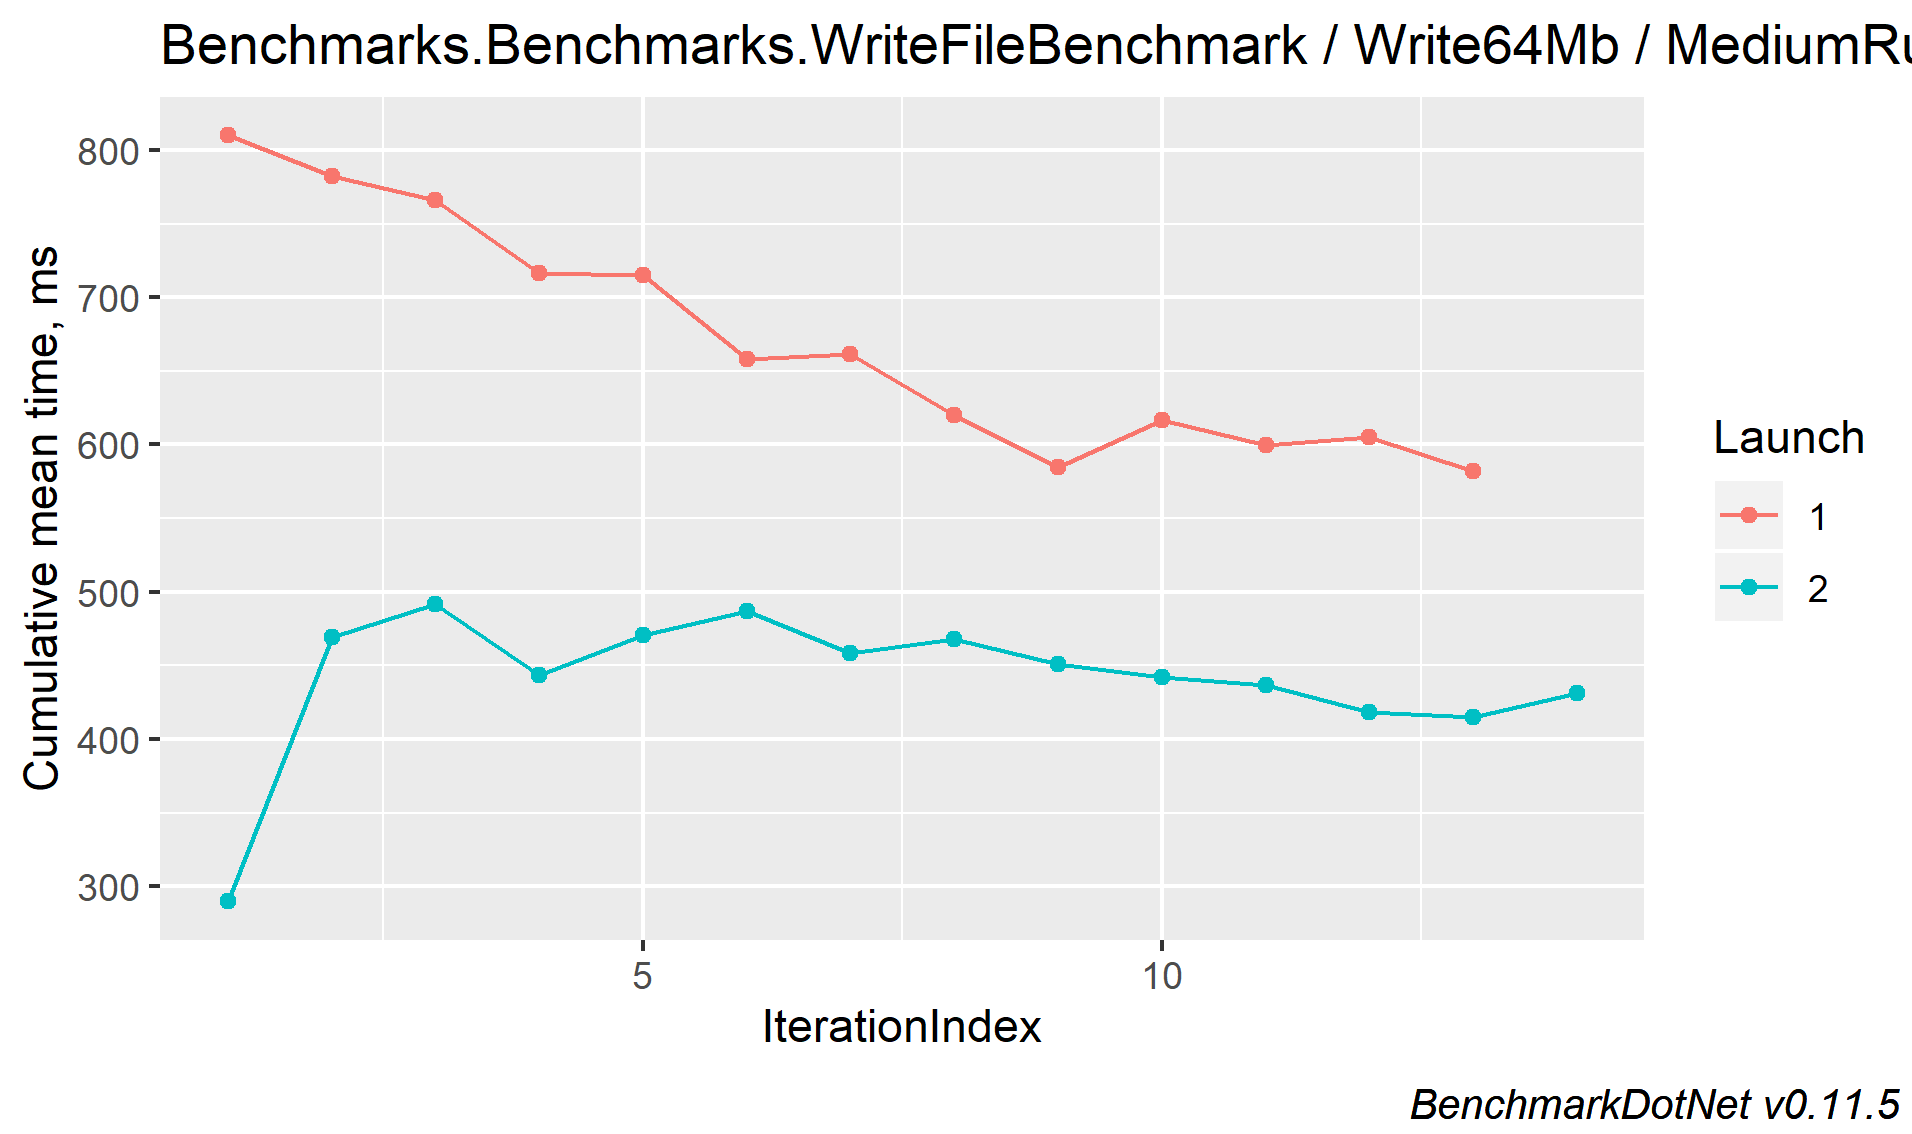 Benchmarks.Benchmarks.WriteFileBenchmark / Write64Mb / MediumRu
Cumulative mean time, ms
800
700
600
500
400
300
5 10
IterationIndex
Launch
1
2
BenchmarkDotNet v0.11.5